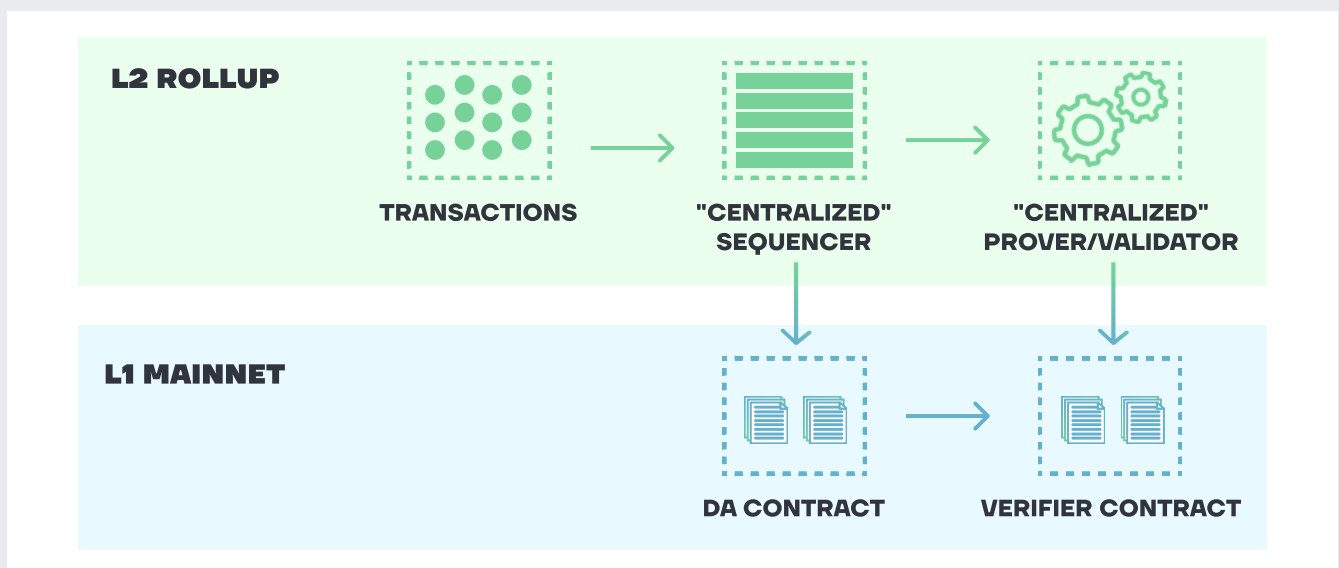 L2 ROLLUP
TRANSACTIONS
"CENTRALIZED"
SEQUENCER
"CENTRALIZED"
PROVER/VALIDATOR
L1 MAINNET
DA CONTRACT
VERIFIER CONTRACT